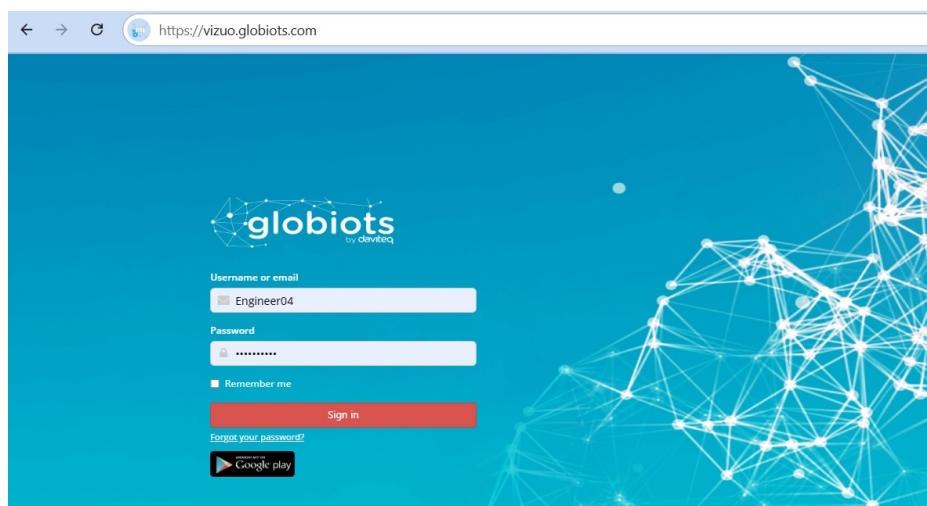 https://vizuo.globiots.com
globiots
by daviteq
Username or email
Engineer04
Password
••••••••••
Remember me
Sign in
Forgot your password?
Google play